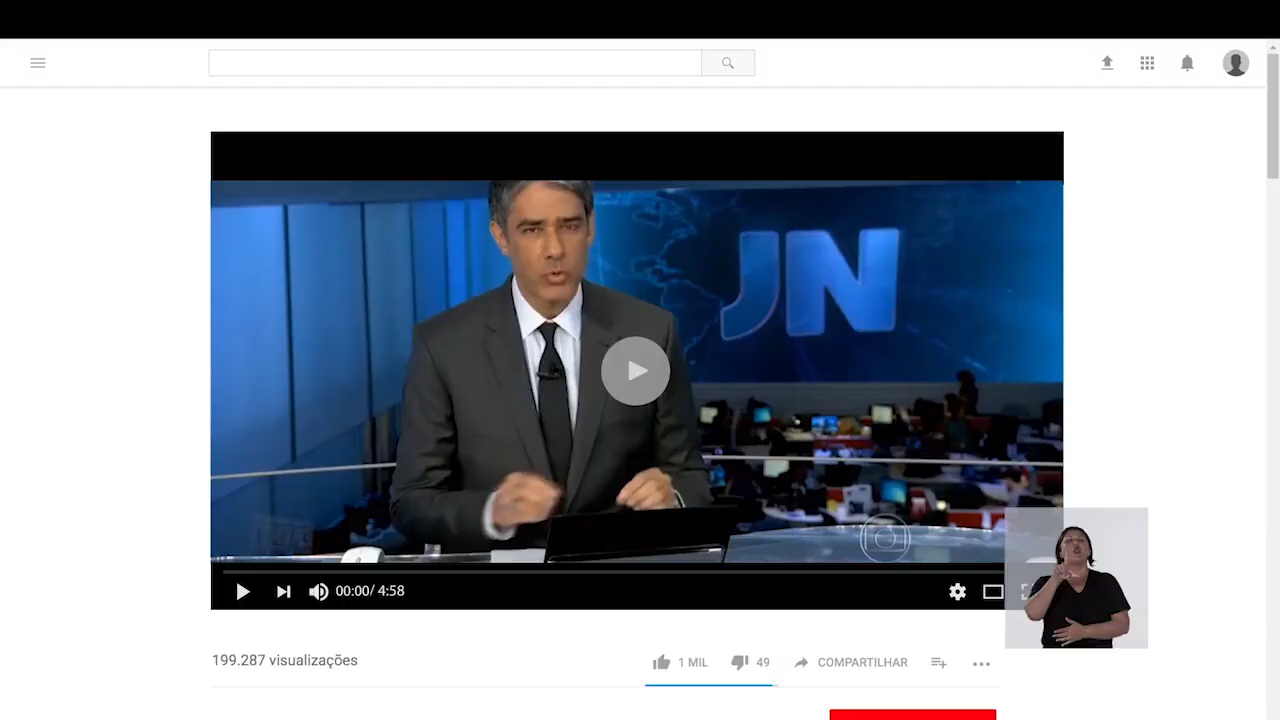 JN
00:00/ 4:58
199.287 visualizações
1 MIL
49
COMPARTILHAR